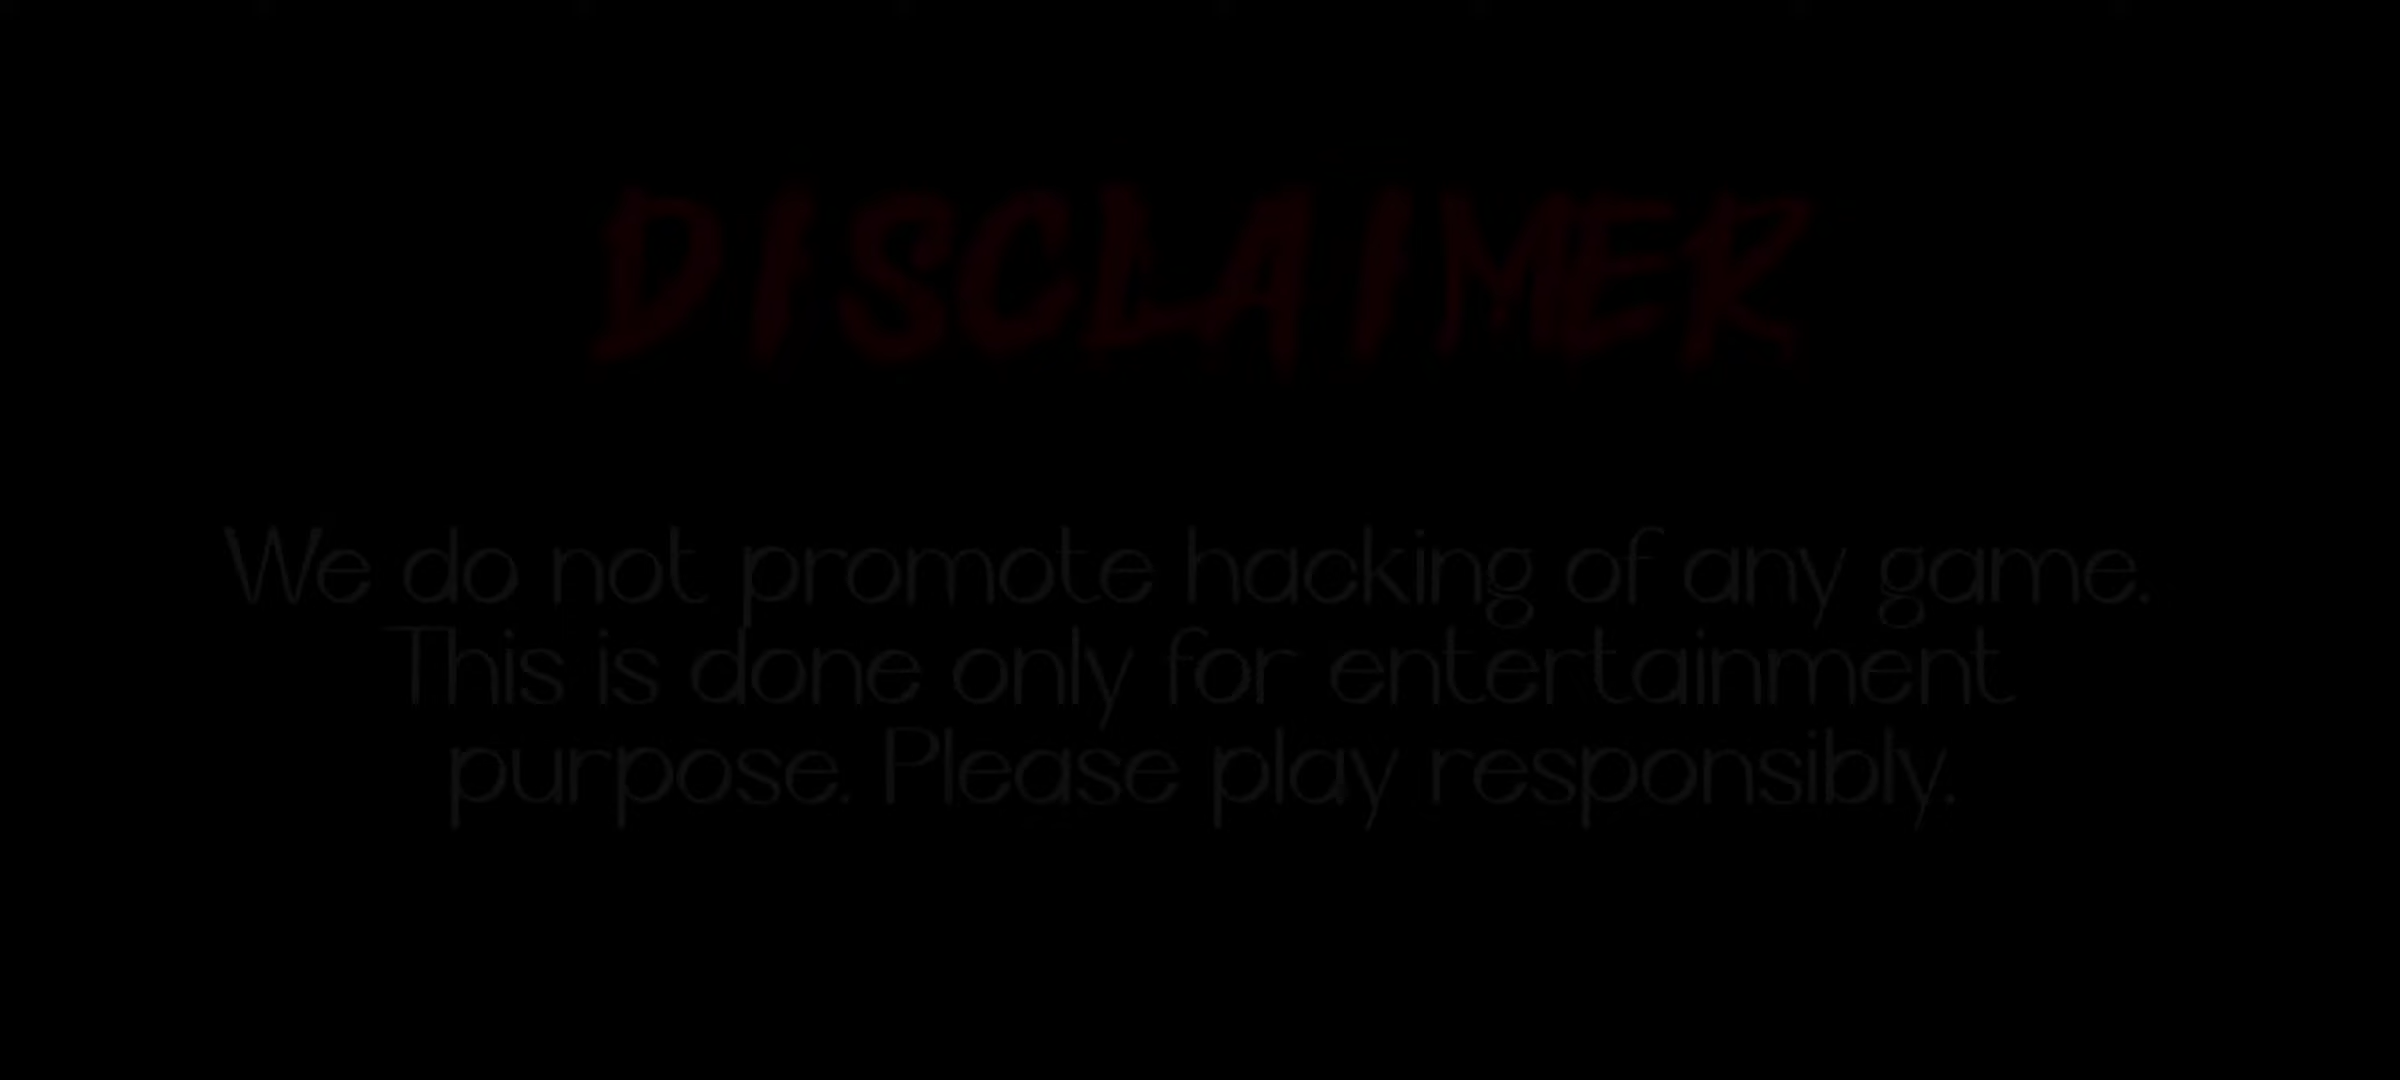 DISCLAIMER
We do not promote hacking of any game.
This is done only for entertainment
purpose. Please play responsibly.